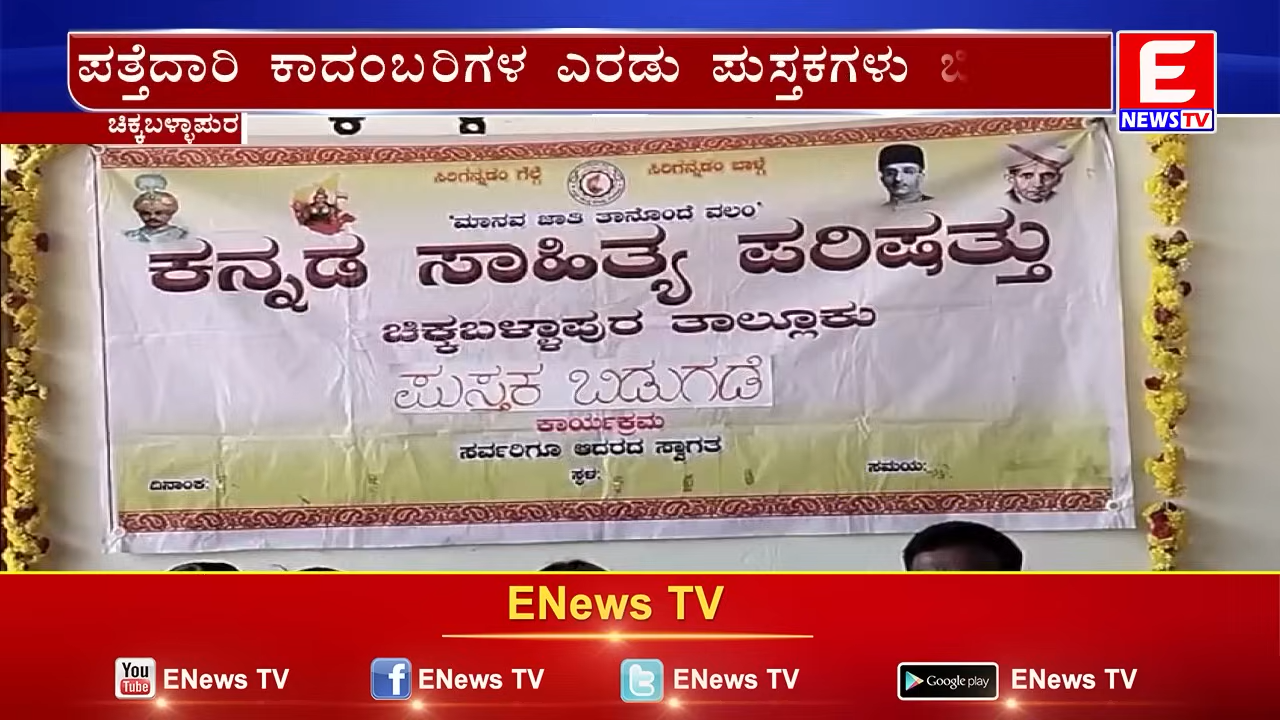 ಪತ್ತೆದಾರಿ ಕಾದಂಬರಿಗಳ ಎರಡು ಪುಸ್ತಕಗಳು
E
NEWS TV
ಚಿಕ್ಕಬಳ್ಳಾಪುರ
ಸಿರಿಗನ್ನಡಂ ಗೆಲ್ಗೆ
ಸಿರಿಗನ್ನಡಂ ಬಾಳ್ಗೆ
'ಮಾನವ ಜಾತಿ ತಾನೊಂದೆ ವಲಂ'
ಕನ್ನಡ ಸಾಹಿತ್ಯ ಪರಿಷತ್ತು
ಚಿಕ್ಕಬಳ್ಳಾಪುರ ತಾಲ್ಲೂಕು
ಪುಸ್ತಕ ಬಿಡುಗಡೆ
ಕಾರ್ಯಕ್ರಮ
ಸರ್ವರಿಗೂ ಆದರದ ಸ್ವಾಗತ
ದಿನಾಂಕ:
ಸ್ಥಳ:
ಸಮಯ:
ENews TV
You Tube ENews TV
f ENews TV
t ENews TV
Google play ENews TV